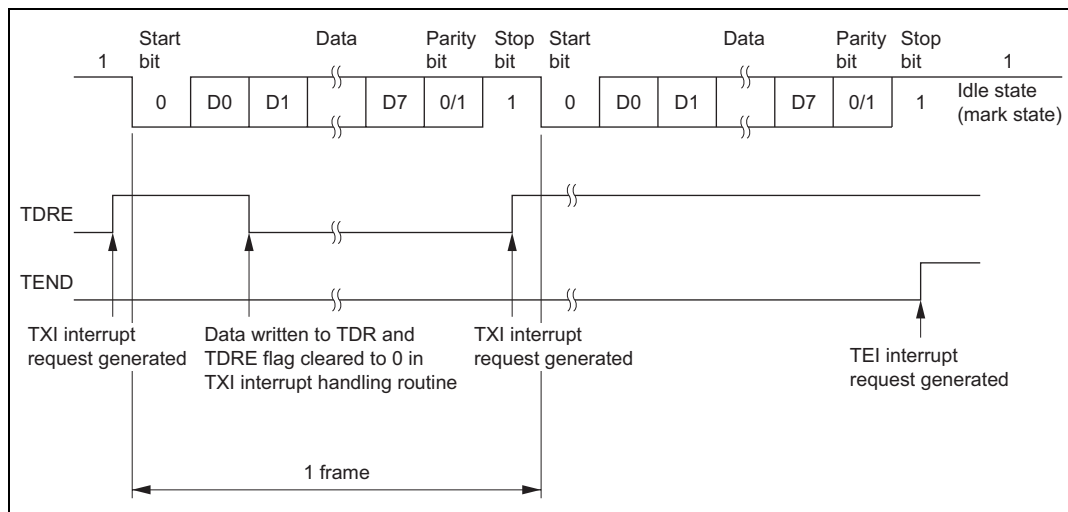 1 Start bit Data Parity bit Stop bit Start bit Data Parity bit Stop bit 1
0 D0 D1 D7 0/1 1 0 D0 D1 D7 0/1 1 Idle state (mark state)
TDRE
TEND
TXI interrupt request generated
Data written to TDR and
TDRE flag cleared to 0 in
TXI interrupt handling routine
TXI interrupt
request generated
TEI interrupt
request generated
1 frame